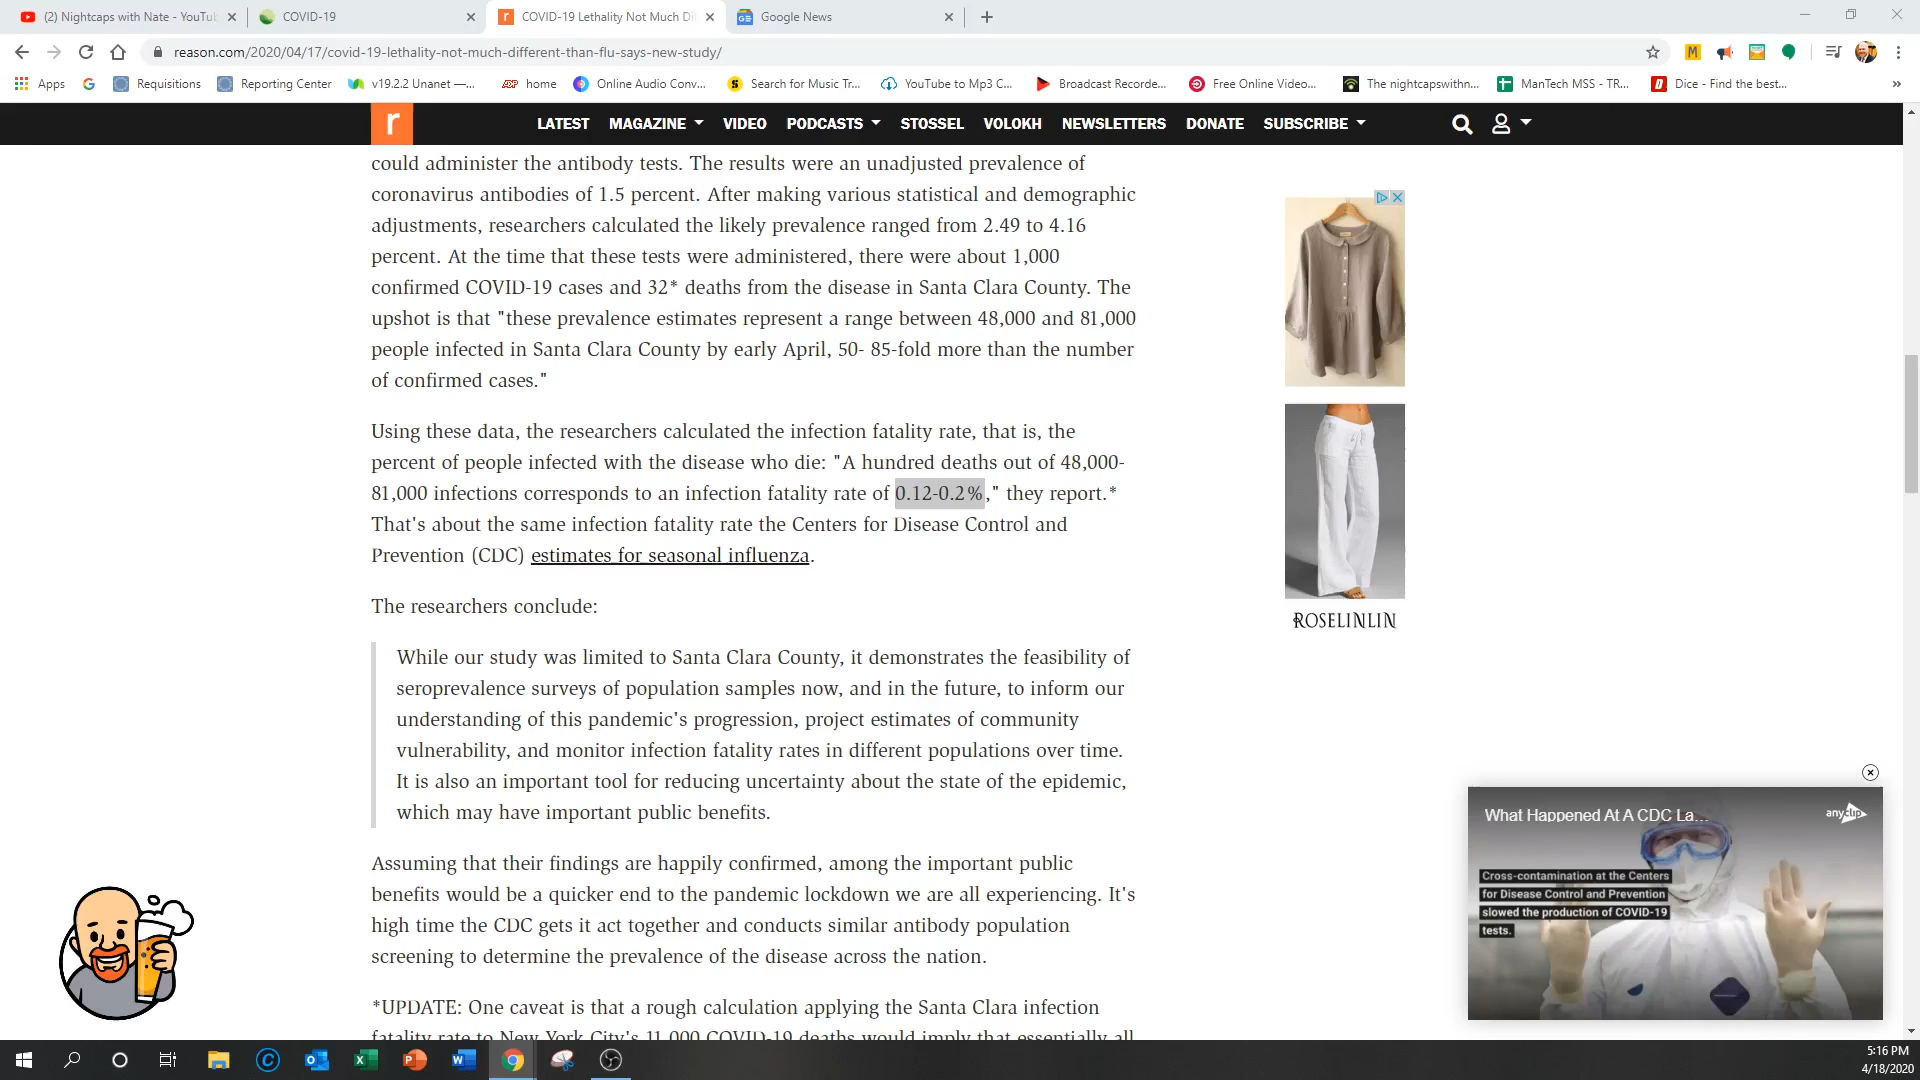 (2) Nightcaps with Nate - YouTu
COVID-19
COVID-19 Lethality Not Much Di
Google News
reason.com/2020/04/17/covid-19-lethality-not-much-different-than-flu-says-new-study/
Apps
Requisitions
Reporting Center
v19.2.2 Unanet —...
home
Online Audio Conv...
Search for Music Tr...
YouTube to Mp3 C...
Broadcast Recorde...
Free Online Video...
The nightcapswithn...
ManTech MSS - TR...
Dice - Find the best...
r
LATEST MAGAZINE VIDEO PODCASTS STOSSEL VOLOKH NEWSLETTERS DONATE SUBSCRIBE
could administer the antibody tests. The results were an unadjusted prevalence of
coronavirus antibodies of 1.5 percent. After making various statistical and demographic
adjustments, researchers calculated the likely prevalence ranged from 2.49 to 4.16
percent. At the time that these tests were administered, there were about 1,000
confirmed COVID-19 cases and 32* deaths from the disease in Santa Clara County. The
upshot is that "these prevalence estimates represent a range between 48,000 and 81,000
people infected in Santa Clara County by early April, 50- 85-fold more than the number
of confirmed cases."
Using these data, the researchers calculated the infection fatality rate, that is, the
percent of people infected with the disease who die: "A hundred deaths out of 48,000-
81,000 infections corresponds to an infection fatality rate of 0.12-0.2%," they report.*
That's about the same infection fatality rate the Centers for Disease Control and
Prevention (CDC) estimates for seasonal influenza.
The researchers conclude:
While our study was limited to Santa Clara County, it demonstrates the feasibility of
seroprevalence surveys of population samples now, and in the future, to inform our
understanding of this pandemic's progression, project estimates of community
vulnerability, and monitor infection fatality rates in different populations over time.
It is also an important tool for reducing uncertainty about the state of the epidemic,
which may have important public benefits.
Assuming that their findings are happily confirmed, among the important public
benefits would be a quicker end to the pandemic lockdown we are all experiencing. It's
high time the CDC gets it act together and conducts similar antibody population
screening to determine the prevalence of the disease across the nation.
*UPDATE: One caveat is that a rough calculation applying the Santa Clara infection
fatality rate to New York City's 11,000 COVID-19 deaths would imply that essentially all
ROSELINLIN
What Happened At A CDC La...
anyclip
Cross-contamination at the Centers
for Disease Control and Prevention
slowed the production of COVID-19
tests.
5:16 PM
4/18/2020